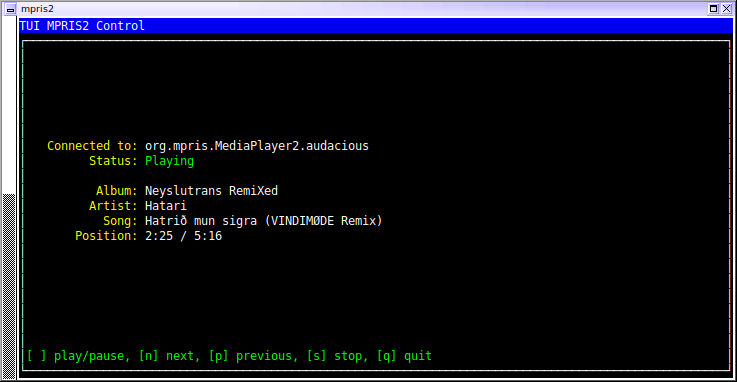 mpris2
TUI MPRIS2 Control
Connected to: org.mpris.MediaPlayer2.audacious
Status: Playing
Album: Neyslutrans RemiXed
Artist: Hatari
Song: Hatrið mun sigra (VINDIMØDE Remix)
Position: 2:25 / 5:16
[ ] play/pause, [n] next, [p] previous, [s] stop, [q] quit